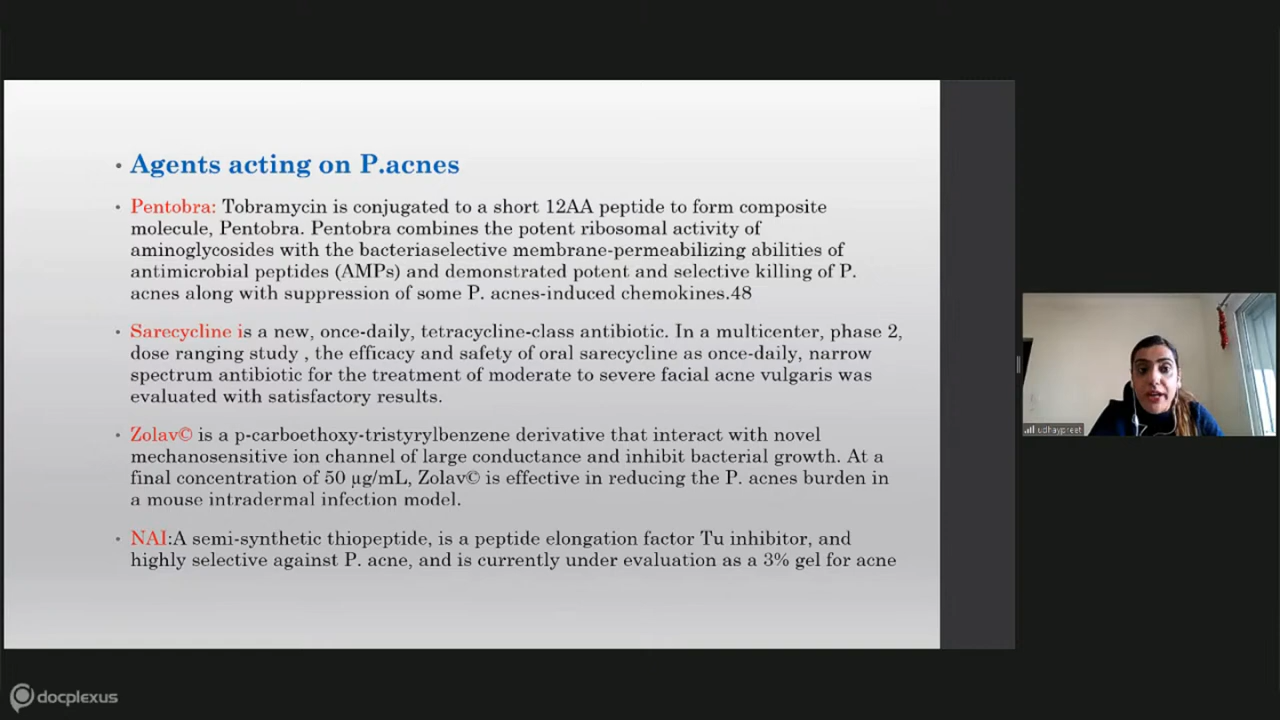 • Agents acting on P.acnes
• Pentobra: Tobramycin is conjugated to a short 12AA peptide to form composite
molecule, Pentobra. Pentobra combines the potent ribosomal activity of
aminoglycosides with the bacteriaselective membrane-permeabilizing abilities of
antimicrobial peptides (AMPs) and demonstrated potent and selective killing of P.
acnes along with suppression of some P. acnes-induced chemokines.48
• Sarecycline is a new, once-daily, tetracycline-class antibiotic. In a multicenter, phase 2,
dose ranging study , the efficacy and safety of oral sarecycline as once-daily, narrow
spectrum antibiotic for the treatment of moderate to severe facial acne vulgaris was
evaluated with satisfactory results.
• Zolav© is a p-carboethoxy-tristyrylbenzene derivative that interact with novel
mechanosensitive ion channel of large conductance and inhibit bacterial growth. At a
final concentration of 50 µg/mL, Zolav© is effective in reducing the P. acnes burden in
a mouse intradermal infection model.
• NAI:A semi-synthetic thiopeptide, is a peptide elongation factor Tu inhibitor, and
highly selective against P. acne, and is currently under evaluation as a 3% gel for acne
udhaypreet
docplexus